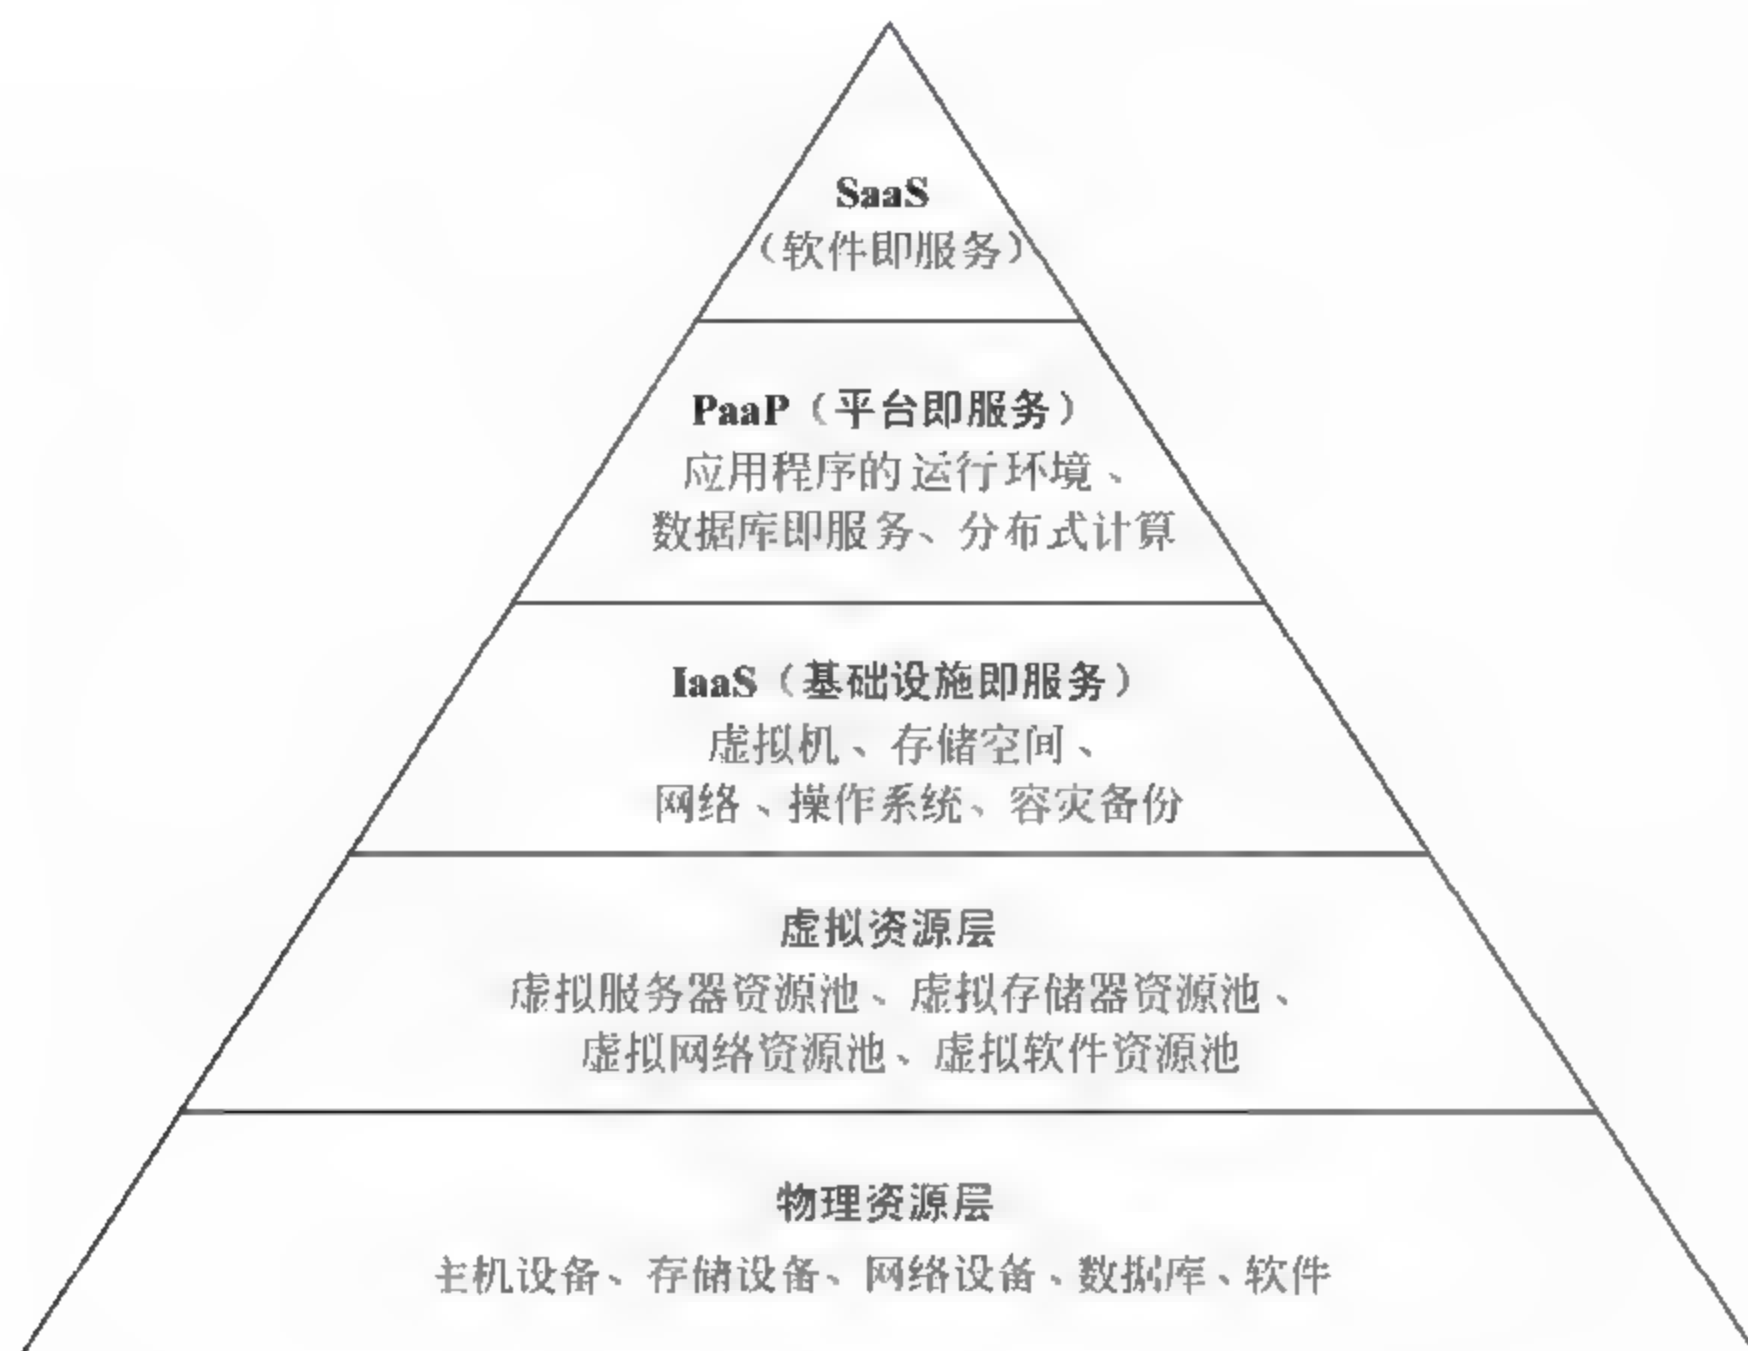 SaaS
（软件即服务）
PaaP（平台即服务）
应用程序的运行环境、
数据库即服务、分布式计算
IaaS（基础设施即服务）
虚拟机、存储空间、
网络、操作系统、容灾备份
虚拟资源层
虚拟服务器资源池、虚拟存储器资源池、
虚拟网络资源池、虚拟软件资源池
物理资源层
主机设备、存储设备、网络设备、数据库、软件